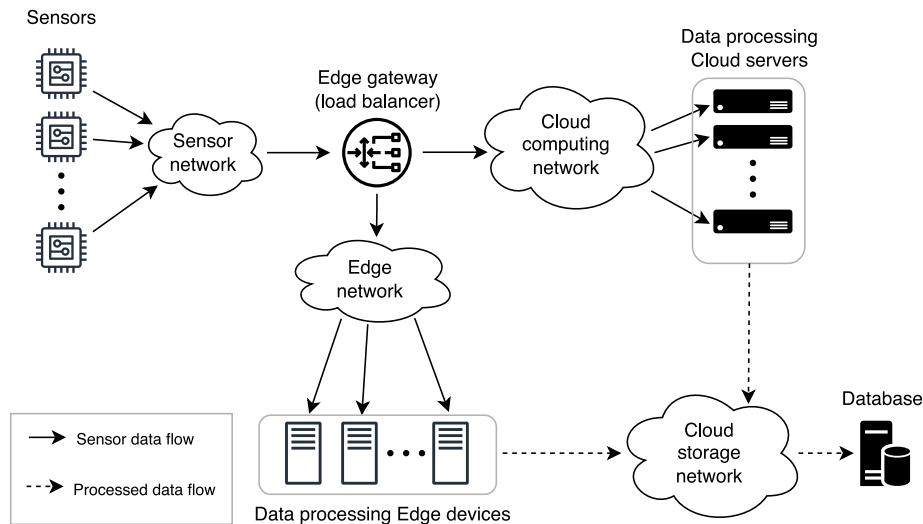 Sensors
Data processing
Cloud servers
Edge gateway
(load balancer)
Sensor
network
Cloud
computing
network
Edge
network
Database
Sensor data flow
Processed data flow
Cloud
storage
network
Data processing Edge devices